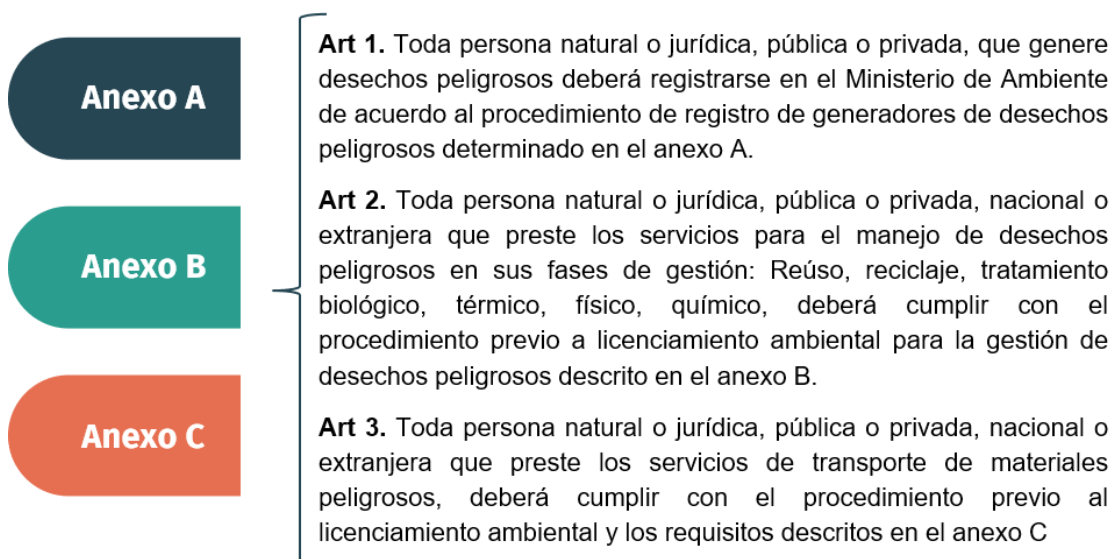 Anexo A
Anexo B
Anexo C
Art 1. Toda persona natural o jurídica, pública o privada, que genere
desechos peligrosos deberá registrarse en el Ministerio de Ambiente
de acuerdo al procedimiento de registro de generadores de desechos
peligrosos determinado en el anexo A.
Art 2. Toda persona natural o jurídica, pública o privada, nacional o
extranjera que preste los servicios para el manejo de desechos
peligrosos en sus fases de gestión: Reúso, reciclaje, tratamiento
biológico, térmico, físico, químico, deberá cumplir con el
procedimiento previo a licenciamiento ambiental para la gestión de
desechos peligrosos descrito en el anexo B.
Art 3. Toda persona natural o jurídica, pública o privada, nacional o
extranjera que preste los servicios de transporte de materiales
peligrosos, deberá cumplir con el procedimiento previo al
licenciamiento ambiental y los requisitos descritos en el anexo C